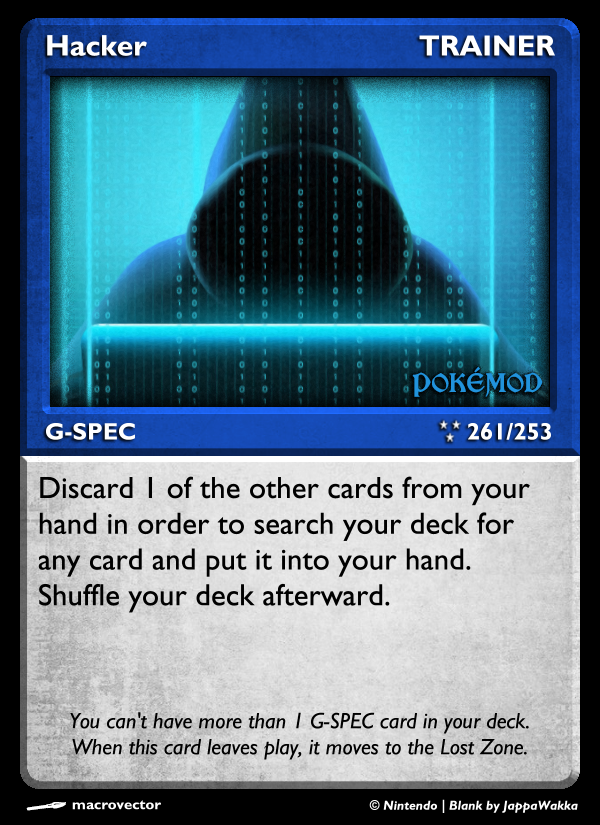 Hacker TRAINER
POKÉMOD
G-SPEC 261/253
Discard 1 of the other cards from your
hand in order to search your deck for
any card and put it into your hand.
Shuffle your deck afterward.
You can't have more than 1 G-SPEC card in your deck.
When this card leaves play, it moves to the Lost Zone.
macrovector © Nintendo | Blank by JappaWakka